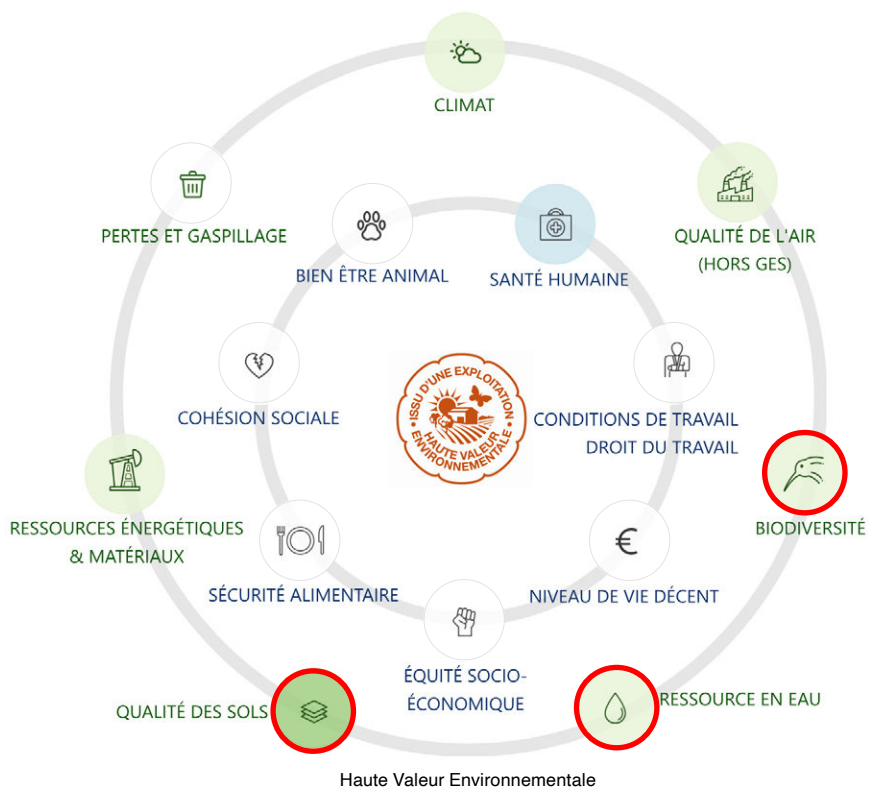 CLIMAT
PERTES ET GASPILLAGE
QUALITÉ DE L'AIR
(HORS GES)
BIEN ÊTRE ANIMAL
SANTÉ HUMAINE
COHÉSION SOCIALE
• ISSU D'UNE EXPLOITATION •
HAUTE VALEUR
ENVIRONNEMENTALE
CONDITIONS DE TRAVAIL
DROIT DU TRAVAIL
RESSOURCES ÉNERGÉTIQUES
& MATÉRIAUX
BIODIVERSITÉ
SÉCURITÉ ALIMENTAIRE
€
NIVEAU DE VIE DÉCENT
ÉQUITÉ SOCIO-
ÉCONOMIQUE
QUALITÉ DES SOLS
RESSOURCE EN EAU
Haute Valeur Environnementale